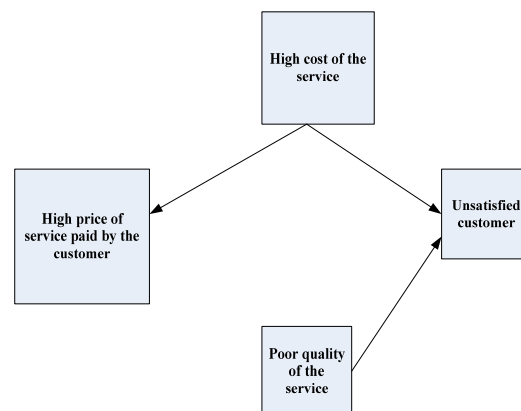 High cost of the
service
High price of
service paid by the
customer
Unsatisfied
customer
Poor quality
of the
service